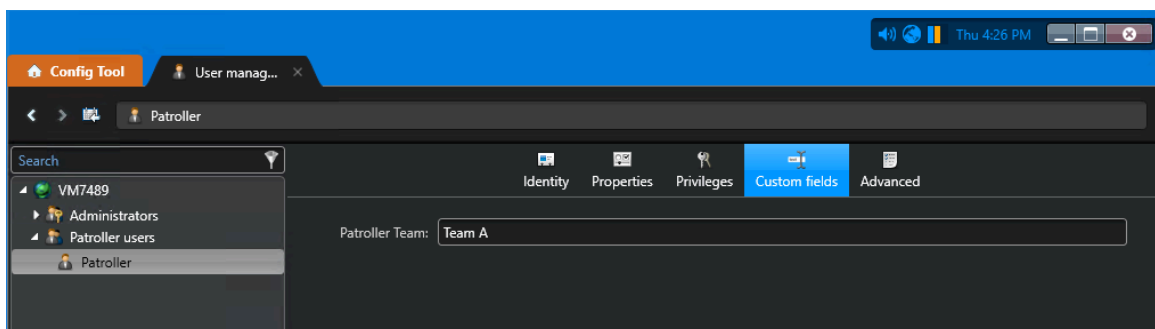 Thu 4:26 PM
Config Tool
User manag...
Patroller
Search
Identity Properties Privileges Custom fields Advanced
VM7489
Administrators
Patroller users
Patroller
Patroller Team: Team A